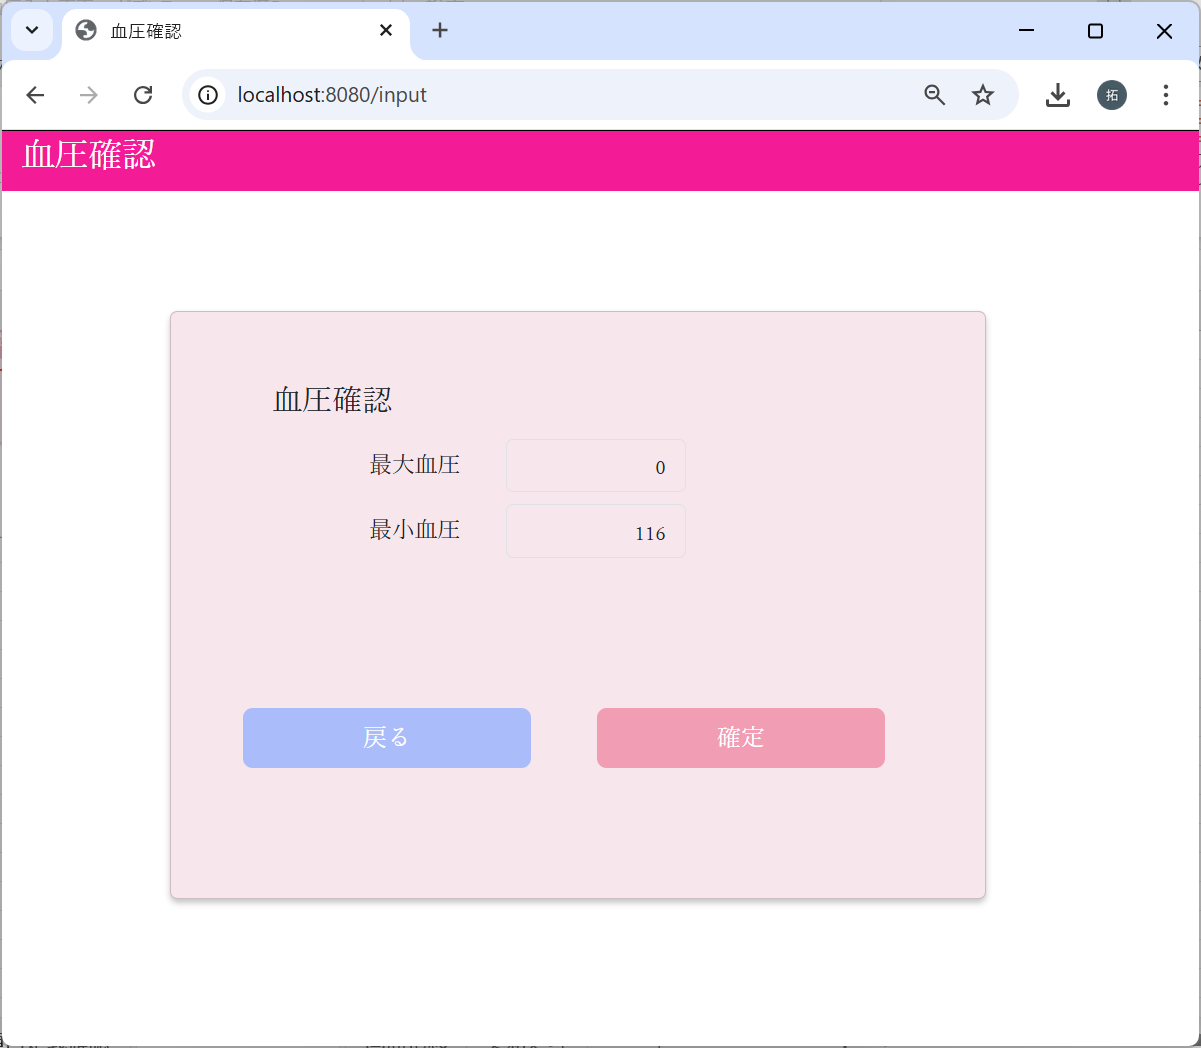 血圧確認
localhost:8080/input
拓
血圧確認
血圧確認
最大血圧 0
最小血圧 116
戻る 確定